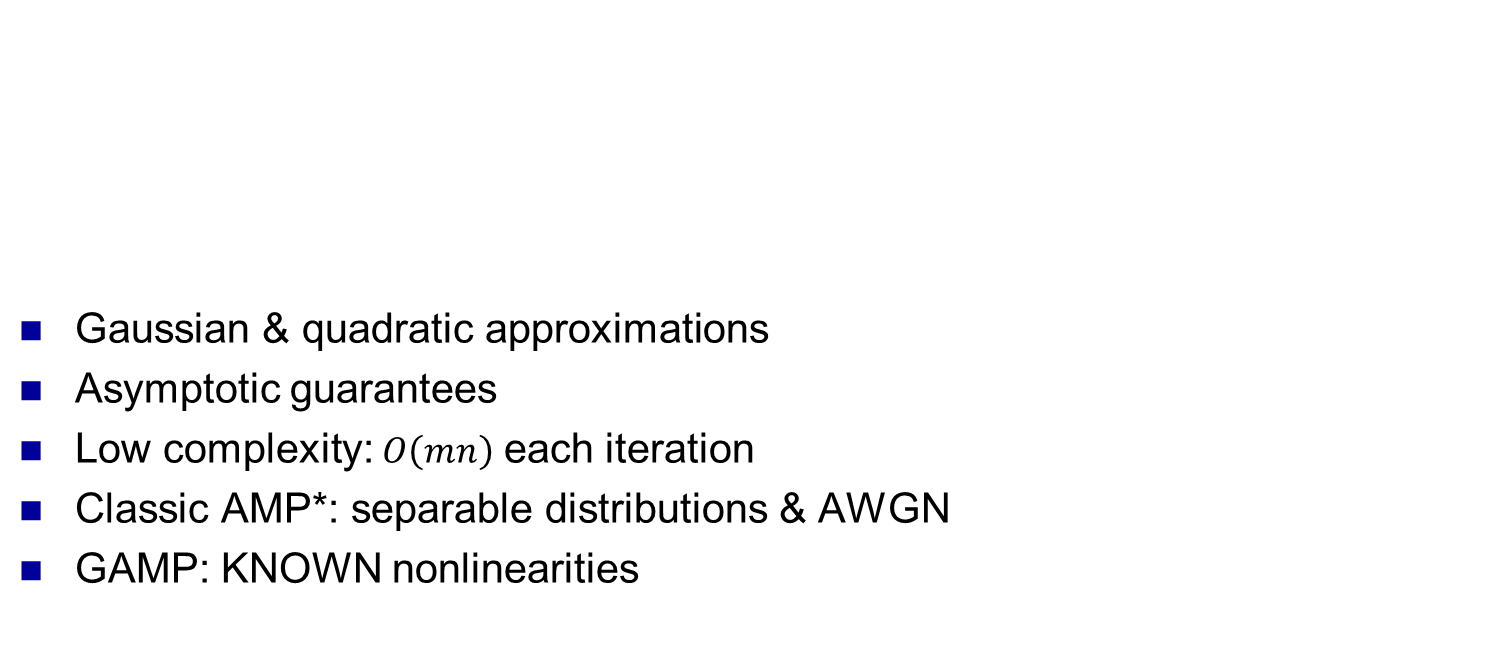 ■ Gaussian & quadratic approximations
■ Asymptotic guarantees
■ Low complexity: O(mn) each iteration
■ Classic AMP*: separable distributions & AWGN
■ GAMP: KNOWN nonlinearities